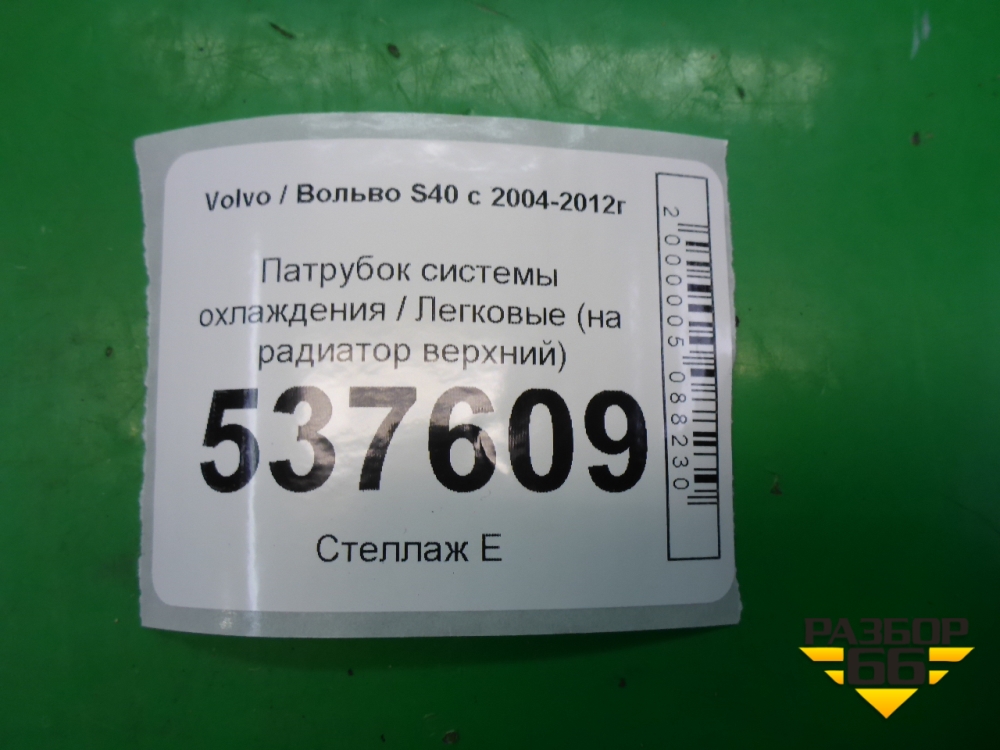 Volvo / Вольво S40 с 2004-2012г
Патрубок системы
охлаждения / Легковые (на
радиатор верхний)
537609
Стеллаж Е
2000005088230
РАЗБОР
66